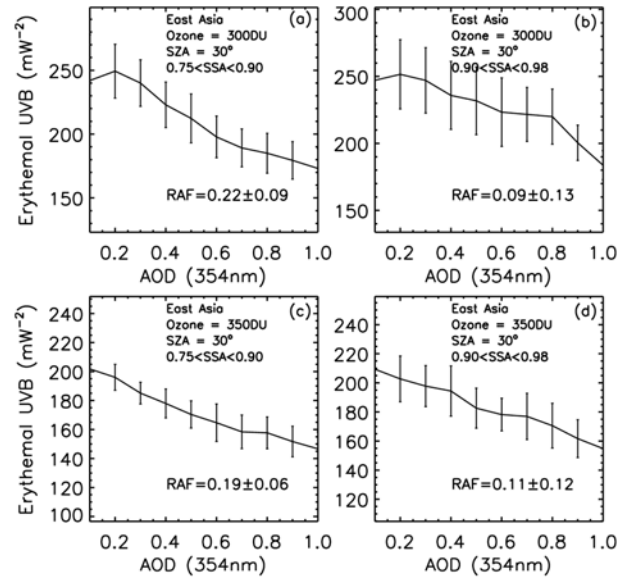 East Asia (a)
Ozone = 300DU
SZA = 30°
0.75<SSA<0.90
Erythemal UVB (mW⁻²)
250
200
150
RAF=0.22±0.09
0.2 0.4 0.6 0.8 1.0
AOD (354nm)
East Asia (b)
Ozone = 300DU
SZA = 30°
0.90<SSA<0.98
300
250
200
150
RAF=0.09±0.13
0.2 0.4 0.6 0.8 1.0
AOD (354nm)
East Asia (c)
Ozone = 350DU
SZA = 30°
0.75<SSA<0.90
Erythemal UVB (mW⁻²)
240
220
200
180
160
140
120
100
RAF=0.19±0.06
0.2 0.4 0.6 0.8 1.0
AOD (354nm)
East Asia (d)
Ozone = 350DU
SZA = 30°
0.90<SSA<0.98
240
220
200
180
160
140
120
RAF=0.11±0.12
0.2 0.4 0.6 0.8 1.0
AOD (354nm)